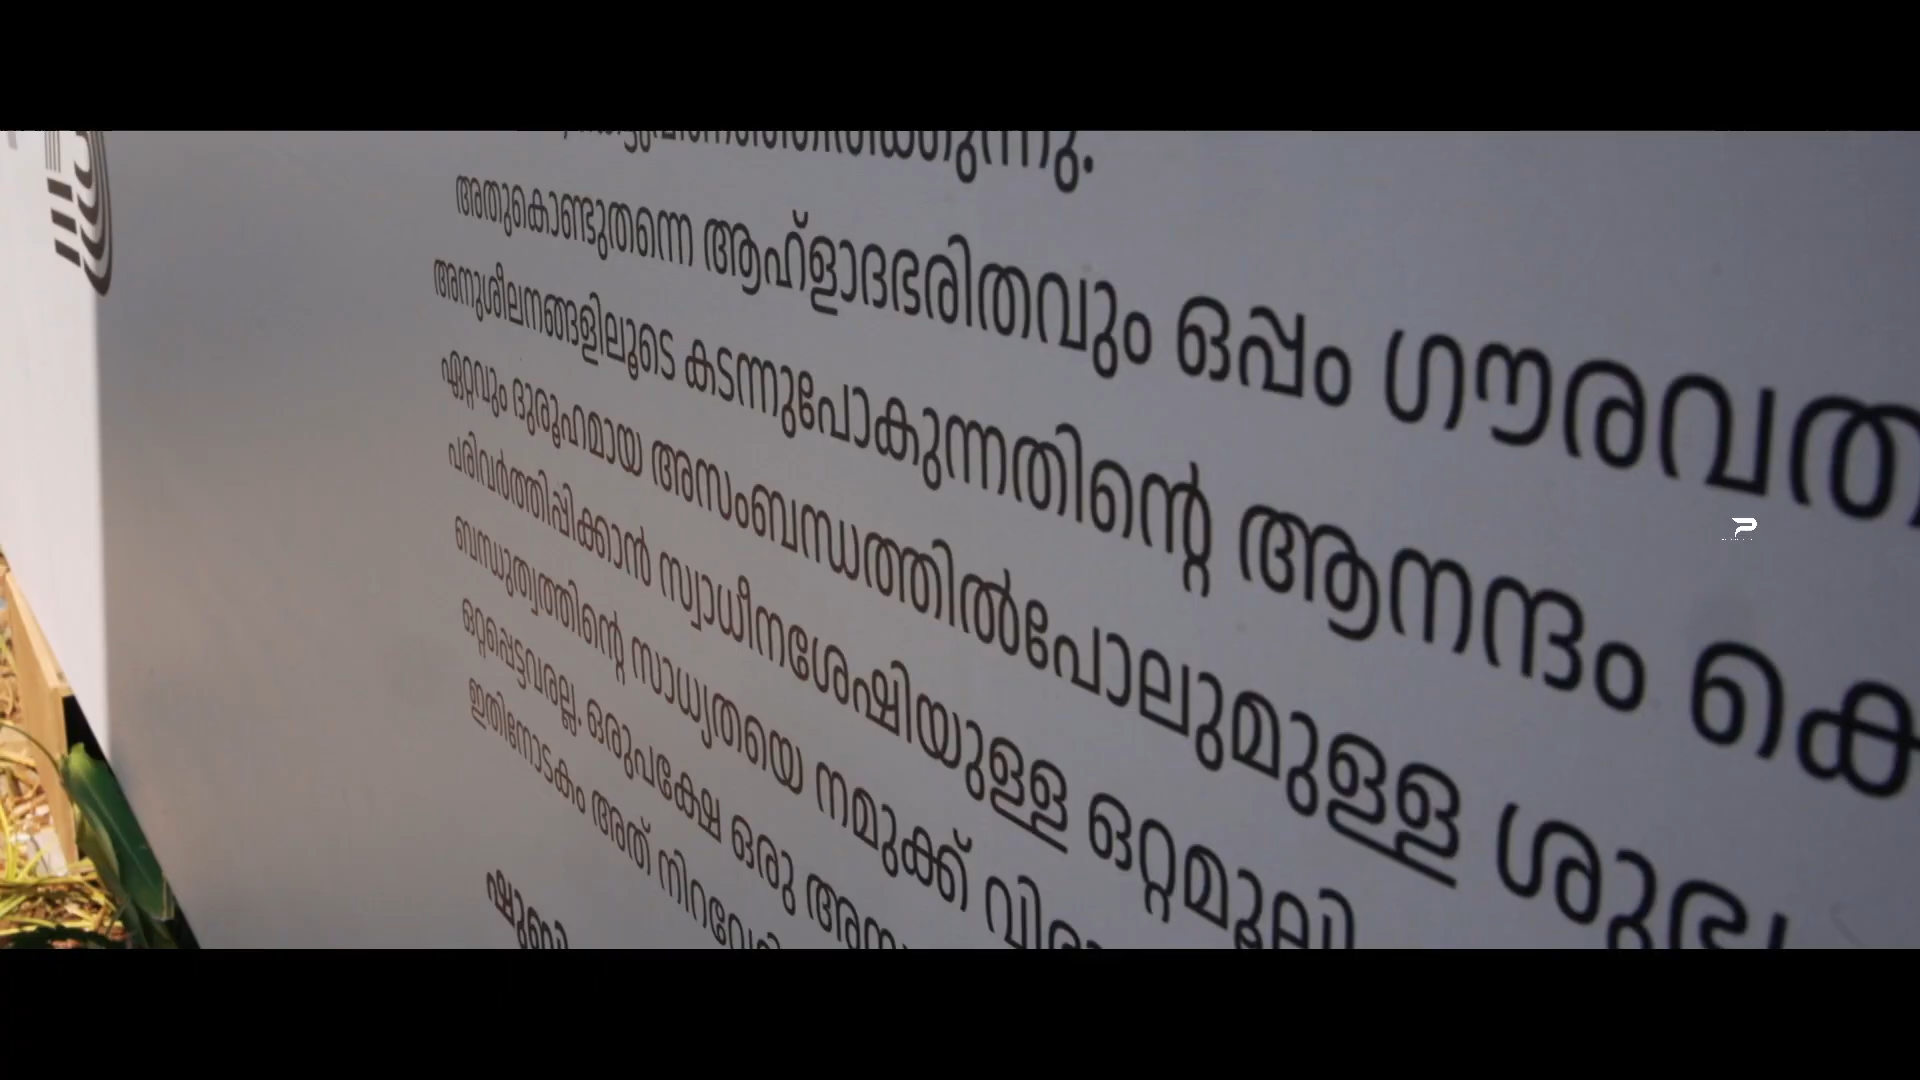 അതുകൊണ്ടുതന്നെ ആഹ്ളാദഭരിതവും ഒപ്പം ഗൗരവത
അനുശീലനങ്ങളിലൂടെ കടന്നുപോകുന്നതിന്റെ ആനന്ദം കെ
ഏറ്റവും ദുരൂഹമായ അസംബന്ധത്തിൽപോലുമുള്ള ശുഭ
പരിവർത്തിപ്പിക്കാൻ സ്വാധീനശേഷിയുള്ള ഒറ്റമൂലി
ബന്ധുത്വത്തിന്റെ സാധ്യതയെ നമുക്ക്
ഒറ്റപ്പെട്ടവരല്ല. ഒരുപക്ഷേ ഒരു
ഇതിനോടകം അത്